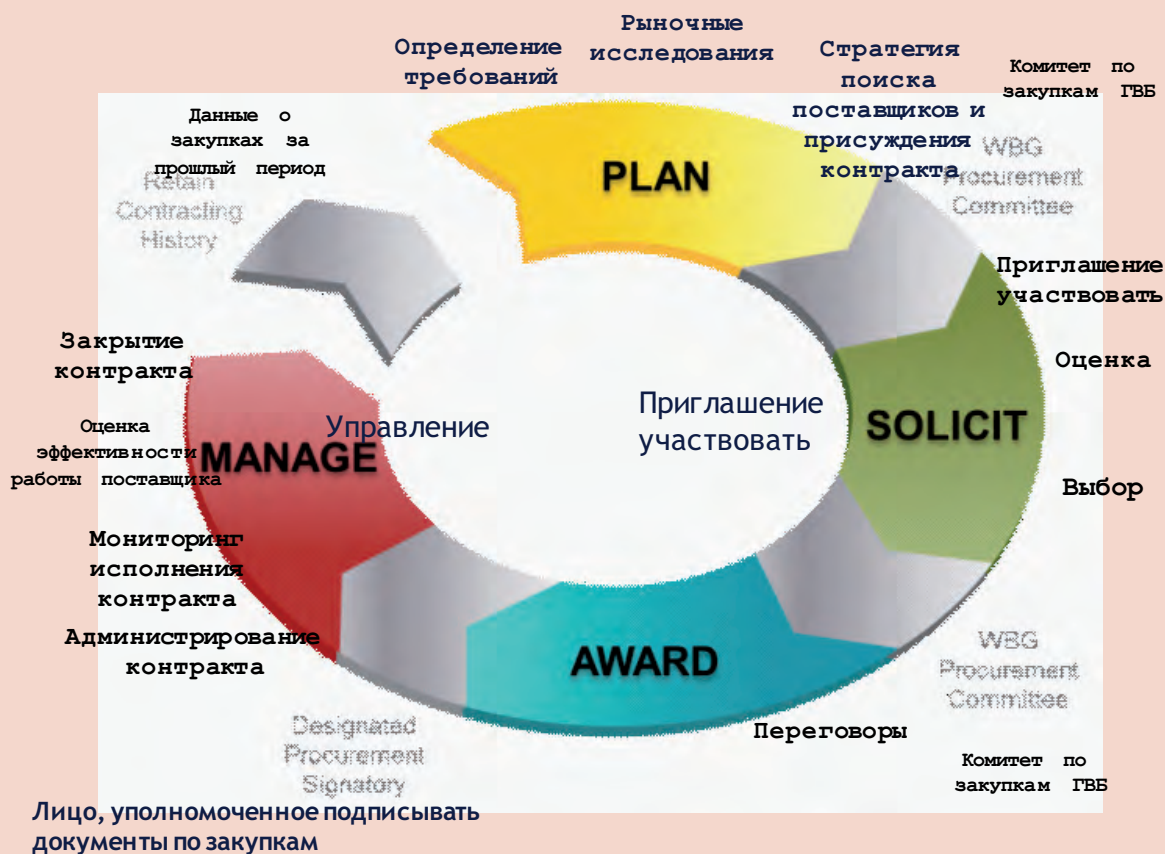 Определение
требований
Рыночные
исследования
Стратегия
поиска
поставщиков и
присуждения
контракта
Комитет по
закупкам ГВБ
Данные о
закупках за
прошлый период
Retain
Contracting
History
PLAN
WBG
Procurement
Committee
Приглашение
участвовать
Закрытие
контракта
Оценка
Приглашение
участвовать
SOLICIT
Управление
Оценка
эффективности
работы поставщика
MANAGE
Выбор
Мониторинг
исполнения
контракта
Администрирование
контракта
AWARD
WBG
Procurement
Committee
Designated
Procurement
Signatory
Переговоры
Комитет по
закупкам ГВБ
Лицо, уполномоченное подписывать
документы по закупкам